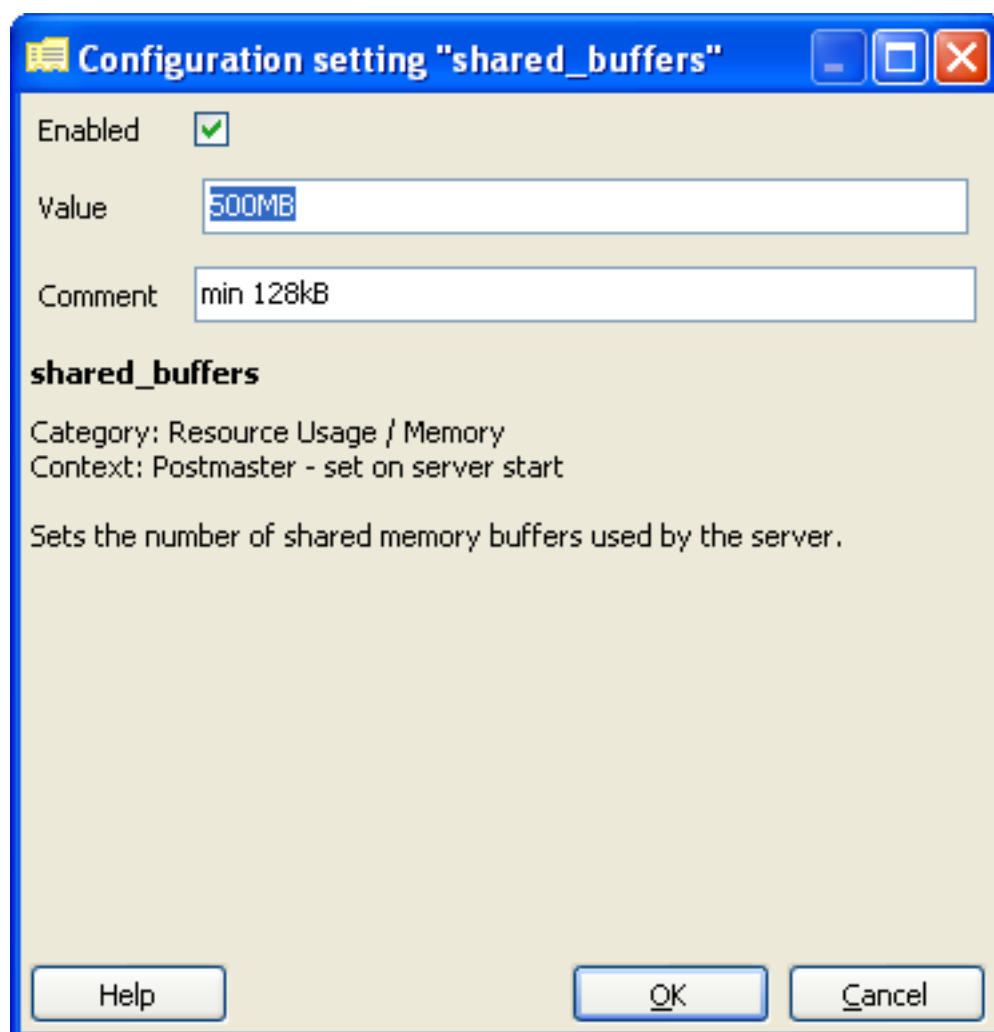 Configuration setting "shared_buffers"
Enabled
Value 500MB
Comment min 128kB
shared_buffers
Category: Resource Usage / Memory
Context: Postmaster - set on server start
Sets the number of shared memory buffers used by the server.
Help OK Cancel